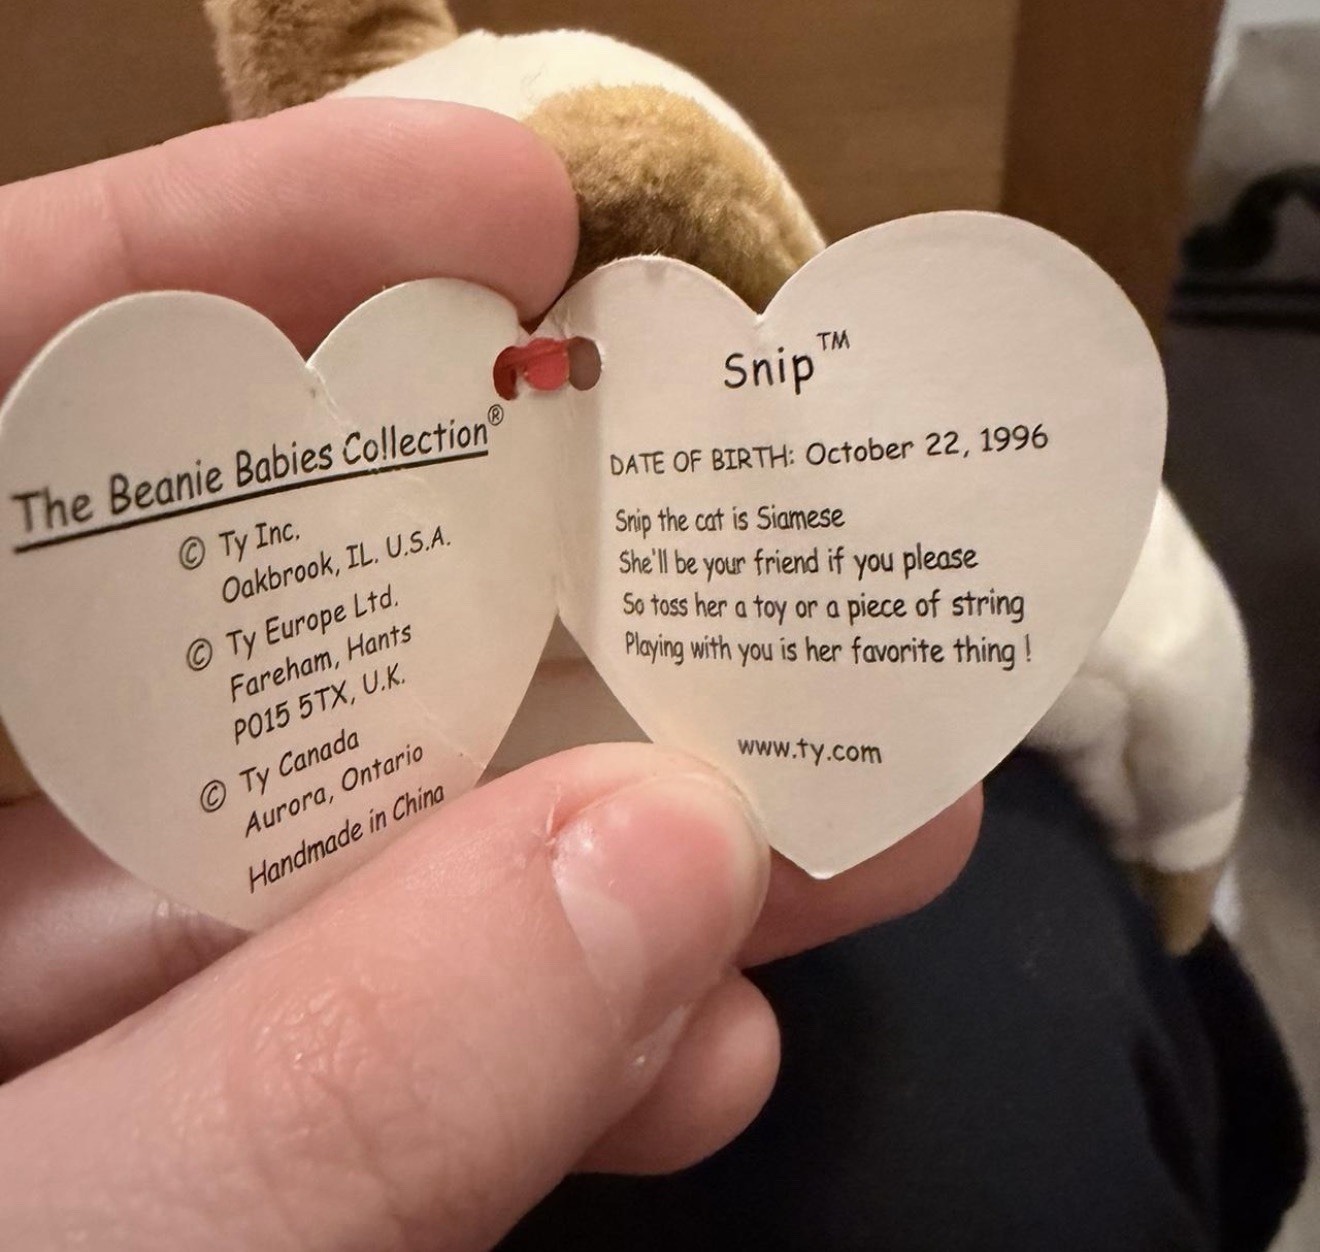 The Beanie Babies Collection®
© Ty Inc.
Oakbrook, IL. U.S.A.
© Ty Europe Ltd.
Fareham, Hants
PO15 5TX, U.K.
© Ty Canada
Aurora, Ontario
Handmade in China
Snip™
DATE OF BIRTH: October 22, 1996
Snip the cat is Siamese
She'll be your friend if you please
So toss her a toy or a piece of string
Playing with you is her favorite thing !
www.ty.com